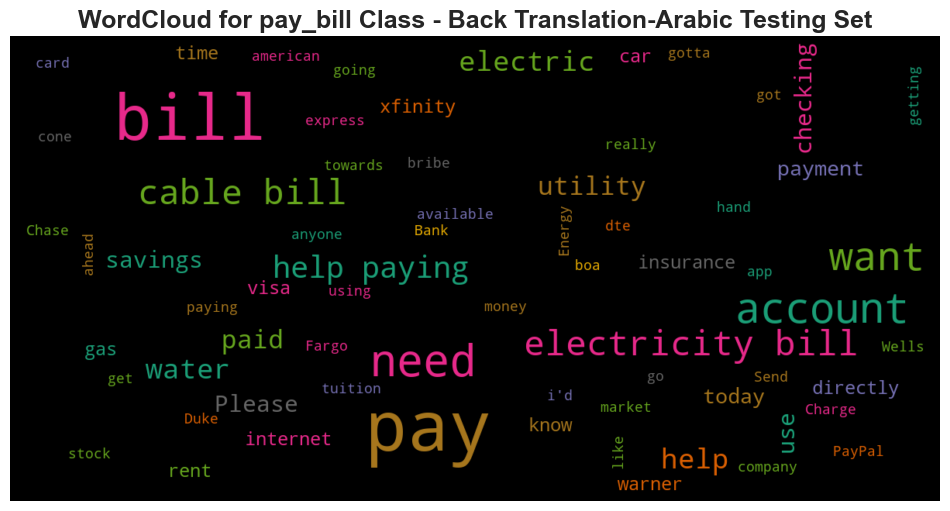 WordCloud for pay_bill Class - Back Translation-Arabic Testing Set
card
time
american
going
electric
car
gotta
checking
getting
bill
xfinity
got
cone
express
really
towards
bribe
payment
cable bill
utility
available
hand
Chase
ahead
anyone
Bank
Energy
dte
want
savings
help paying
boa
insurance
app
visa
using
paying
money
account
gas
paid
Fargo
need
electricity bill
Wells
get
water
tuition
go
Send
today
directly
Please
i'd
market
Charge
Duke
pay
know
use
internet
like
help
PayPal
stock
rent
company
warner